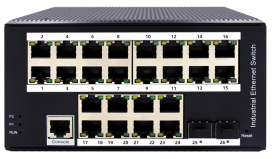 2 4 6 8 10 12 14 16
1 3 5 7 9 11 13 15
Industrial Ethernet Switch
P2
P1
RUN
Console
17 18 19 20 21 22 23 24 25 26
Reset